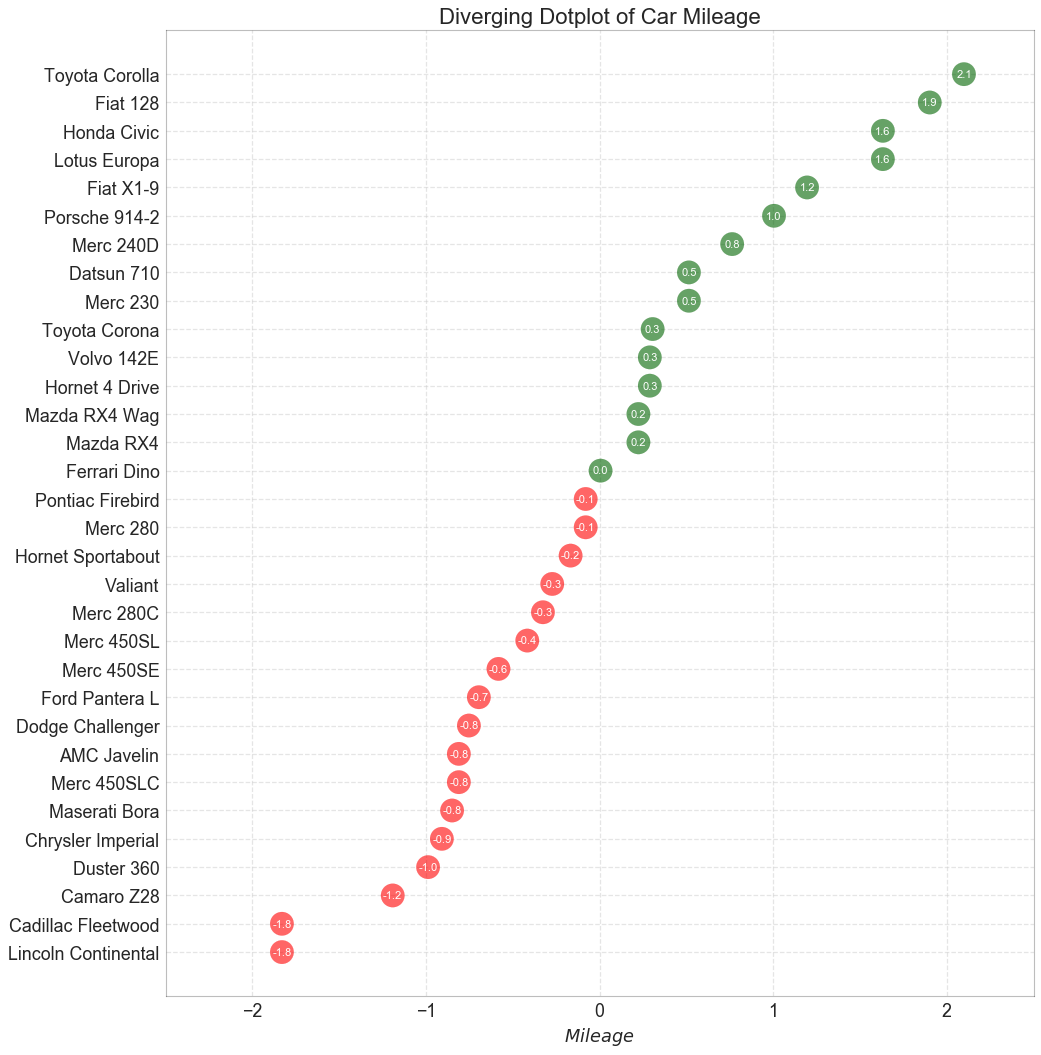 Diverging Dotplot of Car Mileage
Toyota Corolla 2.1
Fiat 128 1.9
Honda Civic 1.6
Lotus Europa 1.6
Fiat X1-9 1.2
Porsche 914-2 1.0
Merc 240D 0.8
Datsun 710 0.5
Merc 230 0.5
Toyota Corona 0.3
Volvo 142E 0.3
Hornet 4 Drive 0.3
Mazda RX4 Wag 0.2
Mazda RX4 0.2
Ferrari Dino 0.0
Pontiac Firebird -0.1
Merc 280 -0.1
Hornet Sportabout -0.2
Valiant -0.3
Merc 280C -0.3
Merc 450SL -0.4
Merc 450SE -0.6
Ford Pantera L -0.7
Dodge Challenger -0.8
AMC Javelin -0.8
Merc 450SLC -0.8
Maserati Bora -0.8
Chrysler Imperial -0.9
Duster 360 -1.0
Camaro Z28 -1.2
Cadillac Fleetwood -1.8
Lincoln Continental -1.8
−2 −1 0 1 2
Mileage